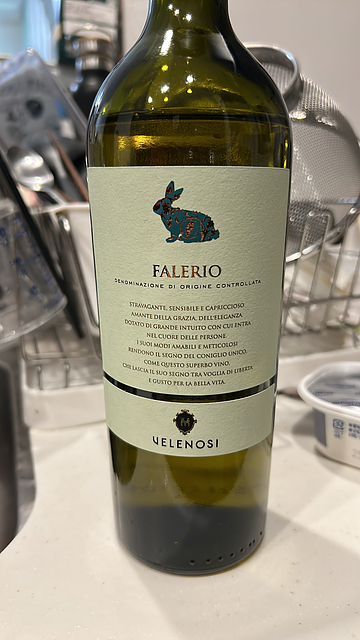 FALERIO
DENOMINAZIONE DI ORIGINE CONTROLLATA
STRAVAGANTE, SENSIBILE E CAPRICCIOSO.
AMANTE DELLA GRAZIA, DELL'ELEGANZA
DOTATO DI GRANDE INTUITO CON CUI ENTRA
NEL CUORE DELLE PERSONE.
I SUOI MODI AMABILI E METICOLOSI
RENDONO IL SEGNO DEL CONIGLIO UNICO,
COME QUESTO SUPERBO VINO,
CHE LASCIA IL SUO SEGNO TRA VOGLIA DI LIBERTÀ
E GUSTO PER LA BELLA VITA.
VELENOSI